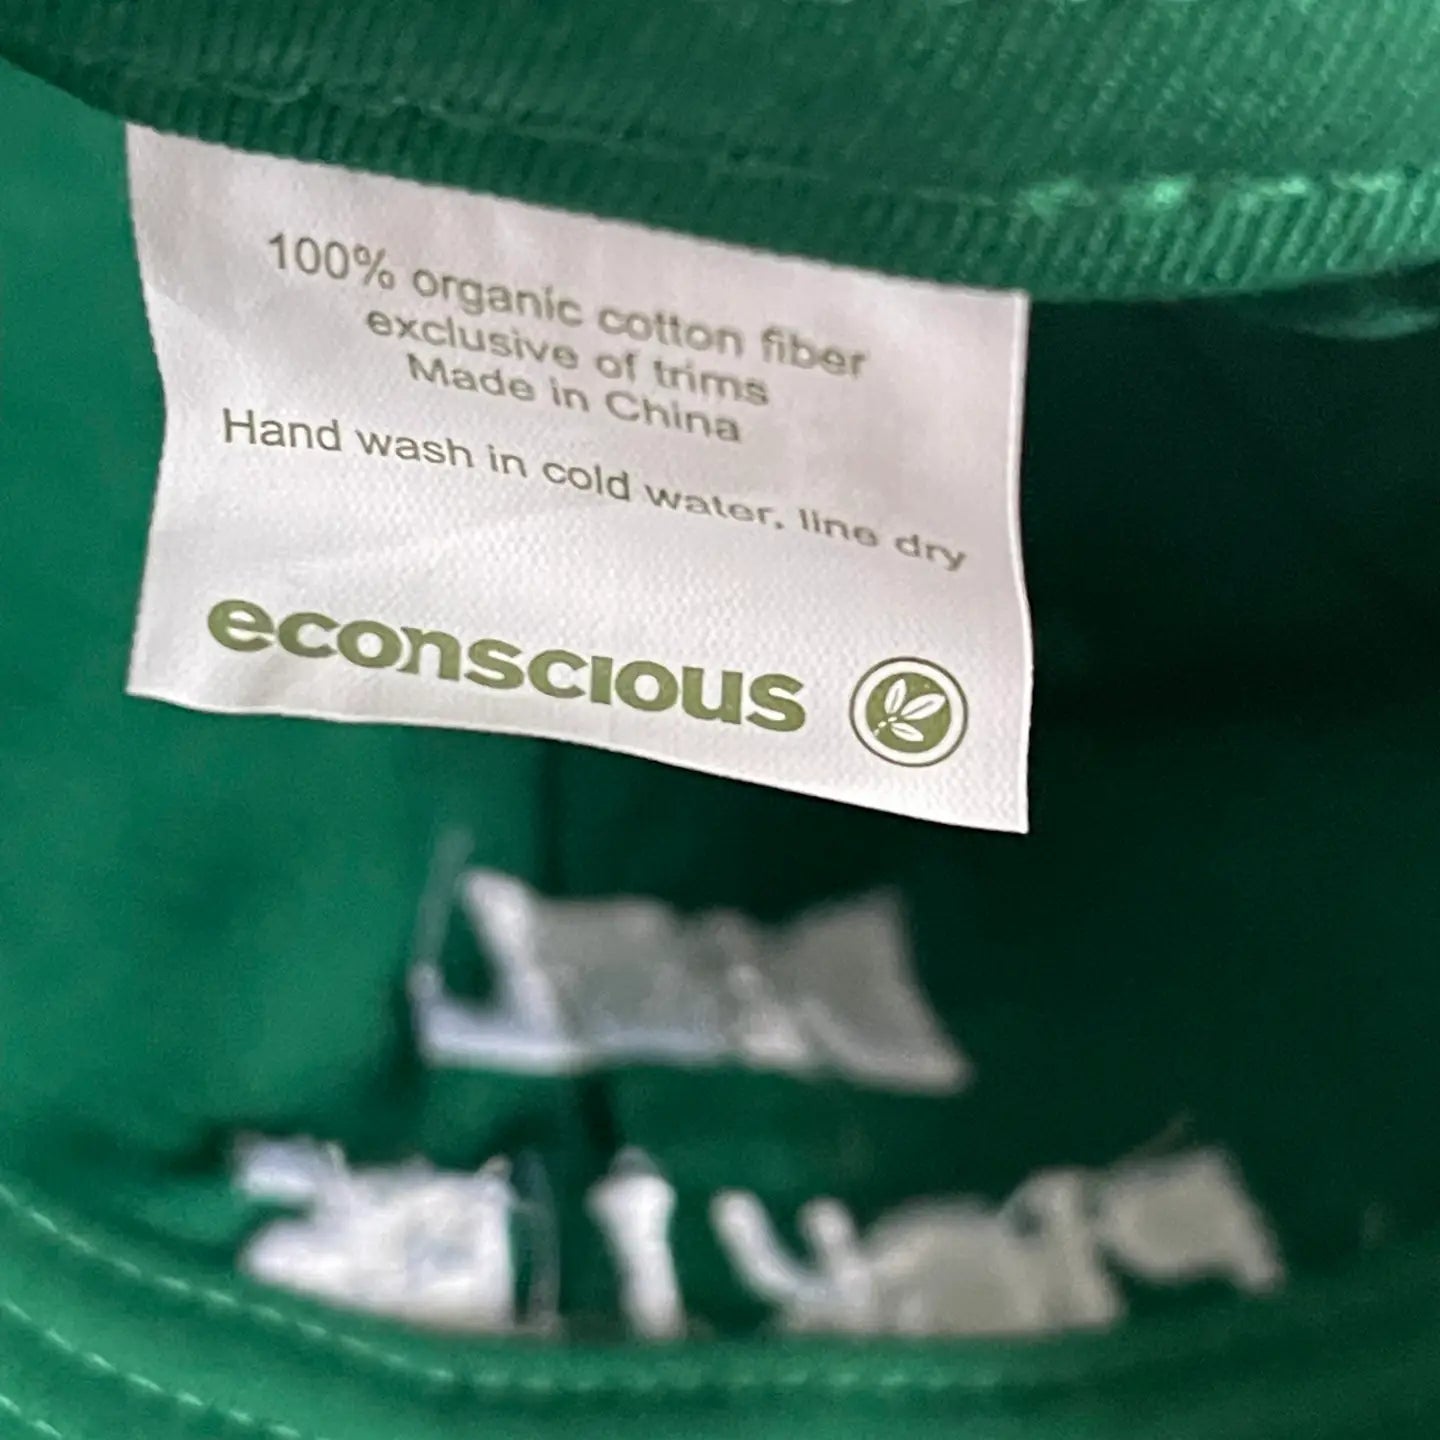 100% organic cotton fiber
exclusive of trims
Made in China
Hand wash in cold water, line dry
econscious